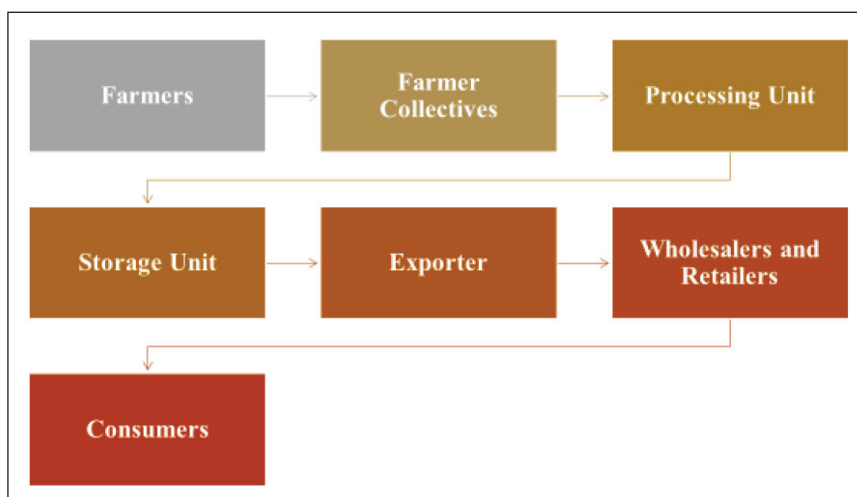 Farmers
Farmer
Collectives
Processing Unit
Storage Unit
Exporter
Wholesalers and
Retailers
Consumers